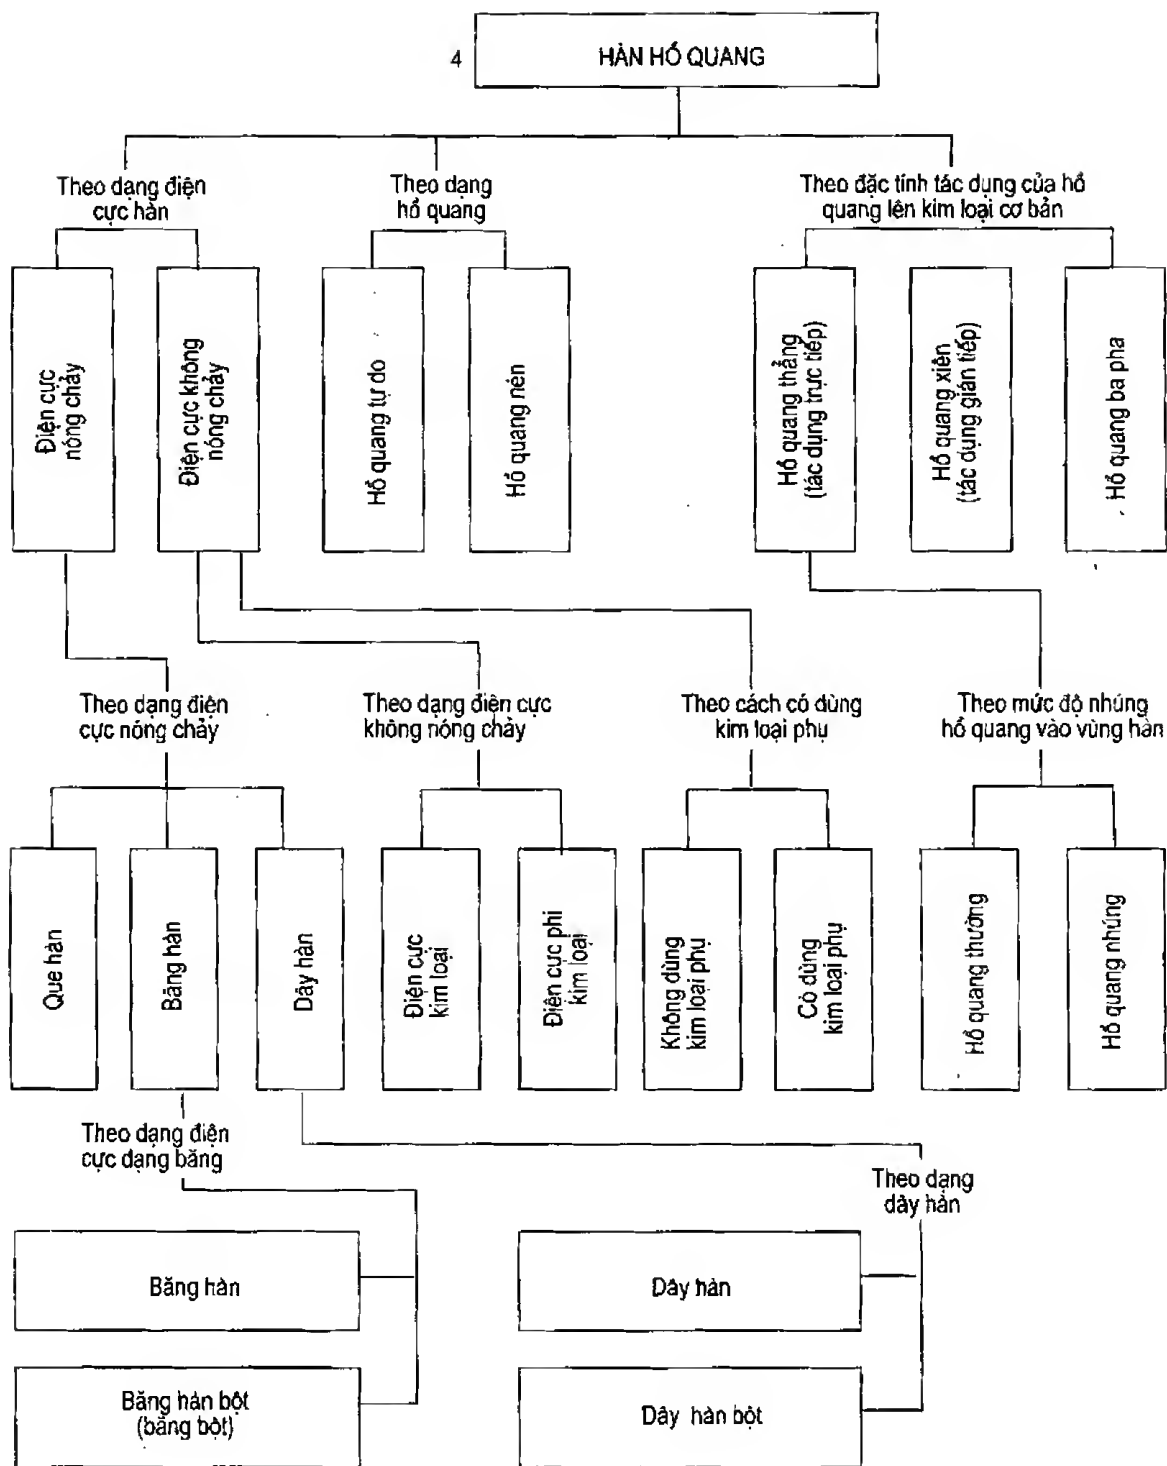 4
HÀN HỒ QUANG
Theo dạng điện
cực hàn
Theo dạng
hồ quang
Theo đặc tính tác dụng của hồ
quang lên kim loại cơ bản
Điện cực
nóng chảy
Điện cực không
nóng chảy
Hồ quang tự do
Hồ quang nén
Hồ quang thẳng
(tác dụng trực tiếp)
Hồ quang xiên
(tác dụng gián tiếp)
Hồ quang ba pha
Theo dạng điện
cực nóng chảy
Theo dạng điện cực
không nóng chảy
Theo cách có dùng
kim loại phụ
Theo mức độ nhúng
hồ quang vào vùng hàn
Que hàn
Băng hàn
Dây hàn
Điện cực
kim loại
Điện cực phi
kim loại
Không dùng
kim loại phụ
Có dùng
kim loại phụ
Hồ quang thường
Hồ quang nhúng
Theo dạng điện
cực dạng băng
Theo dạng
dây hàn
Băng hàn
Dây hàn
Băng hàn bột
(băng bột)
Dây hàn bột